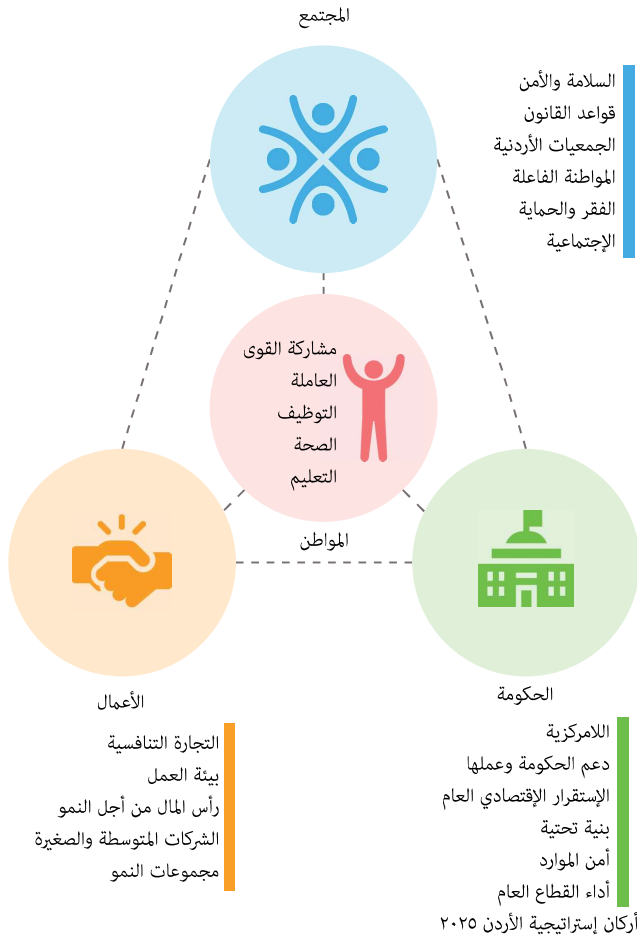 المجتمع
السلامة والأمن
قواعد القانون
الجمعيات الأردنية
المواطنة الفاعلة
الفقر والحماية
الإجتماعية
مشاركة القوى
العاملة
التوظيف
الصحة
التعليم
المواطن
الحكومة
اللامركزية
دعم الحكومة وعملها
الإستقرار الإقتصادي العام
بنية تحتية
أمن الموارد
أداء القطاع العام
الأعمال
التجارة التنافسية
بيئة العمل
رأس المال من أجل النمو
الشركات المتوسطة والصغيرة
مجموعات النمو
أركان إستراتيجية الأردن ٢٠٢٥